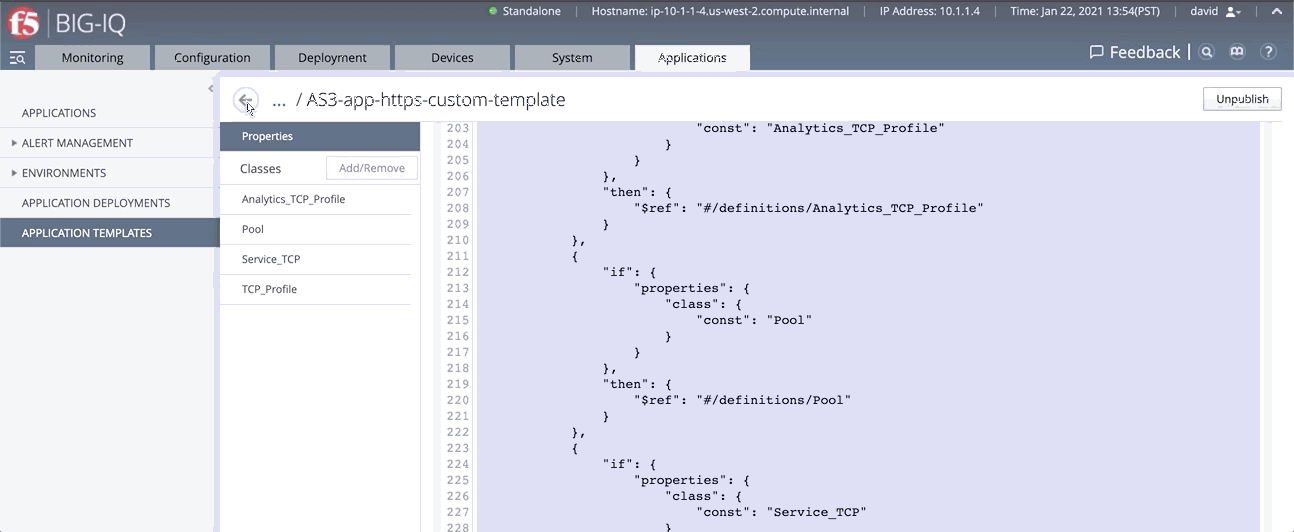 f5 BIG-IQ
Standalone | Hostname: ip-10-1-1-4.us-west-2.compute.internal | IP Address: 10.1.1.4 | Time: Jan 22, 2021 13:54(PST) | david
Monitoring Configuration Deployment Devices System Applications Feedback | ?
APPLICATIONS
ALERT MANAGEMENT
ENVIRONMENTS
APPLICATION DEPLOYMENTS
APPLICATION TEMPLATES
... / AS3-app-https-custom-template Unpublish
Properties
Classes Add/Remove
Analytics_TCP_Profile
Pool
Service_TCP
TCP_Profile
203 "const": "Analytics_TCP_Profile"
204 }
205 }
206 },
207 "then": {
208 "$ref": "#/definitions/Analytics_TCP_Profile"
209 }
210 },
211 {
212 "if": {
213 "properties": {
214 "class": {
215 "const": "Pool"
216 }
217 }
218 },
219 "then": {
220 "$ref": "#/definitions/Pool"
221 }
222 },
223 {
224 "if": {
225 "properties": {
226 "class": {
227 "const": "Service_TCP"
228 }